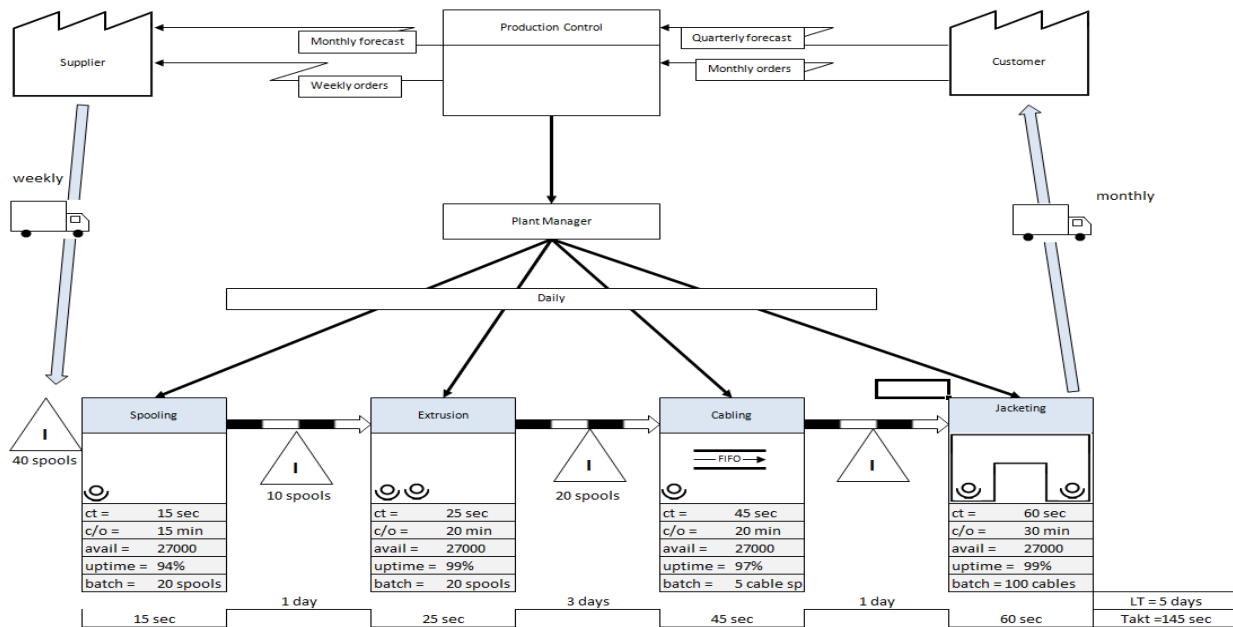 Production Control
Monthly forecast
Quarterly forecast
Supplier
Customer
Monthly orders
Weekly orders
weekly
monthly
Plant Manager
Daily
Spooling
Extrusion
Cabling
Jacketing
I
I
I
I
FIFO
40 spools
10 spools
20 spools
ct = 15 sec
c/o = 15 min
avail = 27000
uptime = 94%
batch = 20 spools
ct = 25 sec
c/o = 20 min
avail = 27000
uptime = 99%
batch = 20 spools
ct = 45 sec
c/o = 20 min
avail = 27000
uptime = 97%
batch = 5 cable sp
ct = 60 sec
c/o = 30 min
avail = 27000
uptime = 99%
batch = 100 cables
1 day
3 days
1 day
LT = 5 days
15 sec
25 sec
45 sec
60 sec
Takt =145 sec